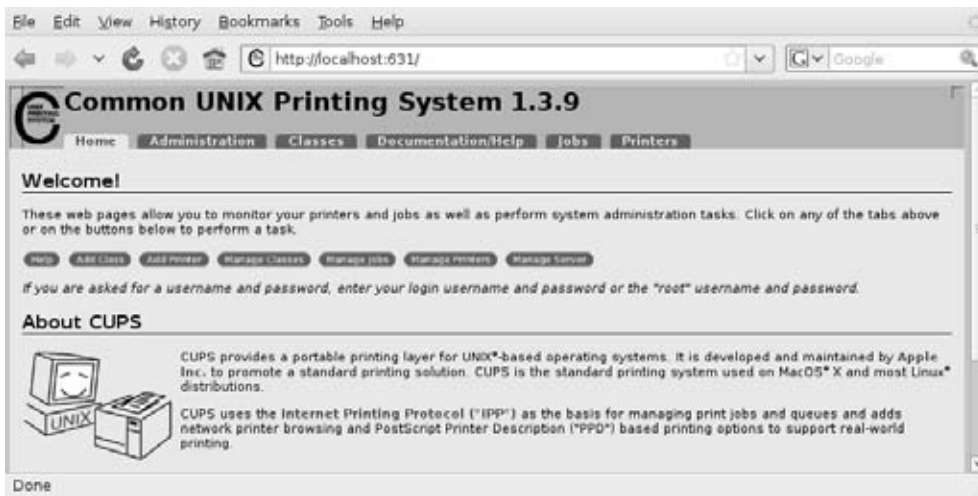 File Edit View History Bookmarks Tools Help
http://localhost:631/
Google
UNIX PRINTING SYSTEM
Common UNIX Printing System 1.3.9
Home Administration Classes Documentation/Help Jobs Printers
Welcome!
These web pages allow you to monitor your printers and jobs as well as perform system administration tasks. Click on any of the tabs above
or on the buttons below to perform a task.
Help Add Class Add Printer Manage Classes Manage Jobs Manage Printers Manage Server
If you are asked for a username and password, enter your login username and password or the "root" username and password.
About CUPS
CUPS provides a portable printing layer for UNIX®-based operating systems. It is developed and maintained by Apple
Inc. to promote a standard printing solution. CUPS is the standard printing system used on MacOS® X and most Linux®
distributions.
UNIX
CUPS uses the Internet Printing Protocol ("IPP") as the basis for managing print jobs and queues and adds
network printer browsing and PostScript Printer Description ("PPD") based printing options to support real-world
printing.
Done